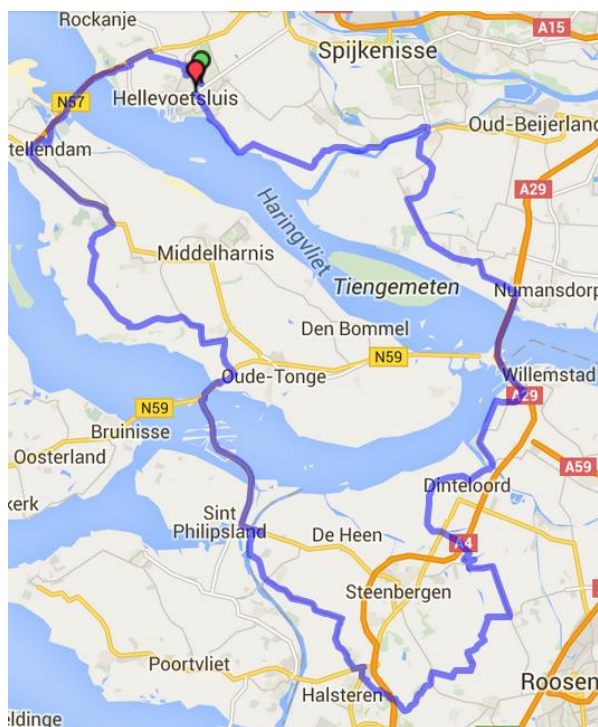 Rockanje
A15
Spijkenisse
N57
Hellevoetsluis
Oud-Beijerland
tellendam
A29
Haringvliet
Middelharnis
Tiengemeten
Numansdorp
Den Bommel
N59
Oude-Tonge
Willemstad
A29
N59
Bruinisse
Oosterland
A59
Dinteloord
kerk
Sint
Philipsland
De Heen
A4
Steenbergen
Poortvliet
Halsteren
Roosen
eldinge